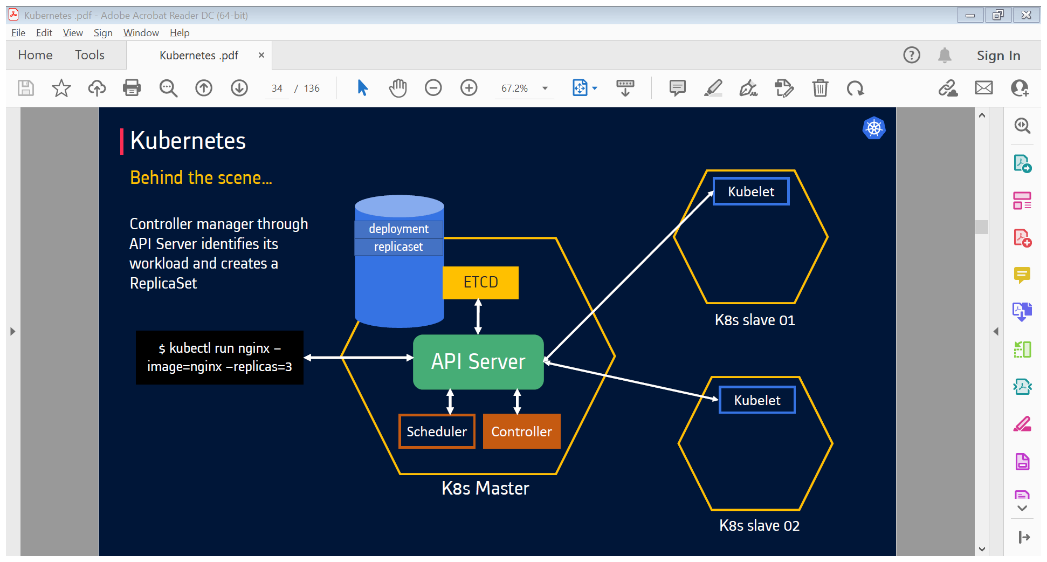 Kubernetes .pdf - Adobe Acrobat Reader DC (64-bit)
File Edit View Sign Window Help
Home Tools Kubernetes .pdf × ? Sign In
34 / 136 67.2%
Kubernetes
Behind the scene...
Controller manager through
API Server identifies its
workload and creates a
ReplicaSet
deployment
replicaset
ETCD
$ kubectl run nginx –
image=nginx –replicas=3
API Server
Scheduler
Controller
K8s Master
Kubelet
K8s slave 01
Kubelet
K8s slave 02